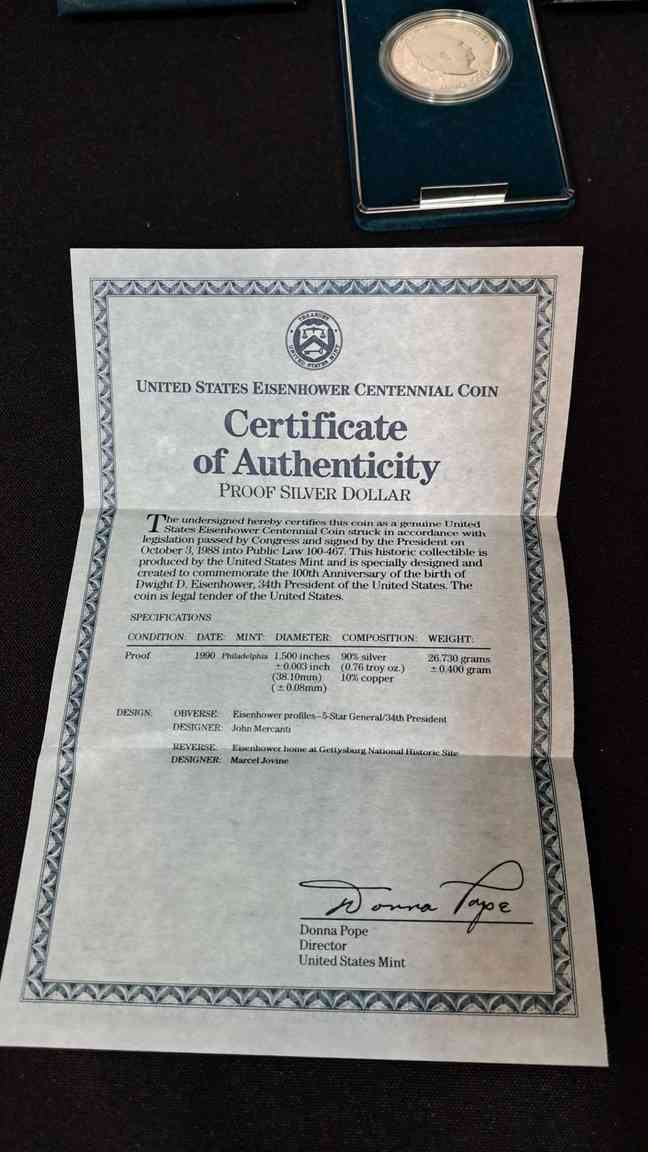 TREASURY
UNITED STATES MINT
UNITED STATES EISENHOWER CENTENNIAL COIN
Certificate
of Authenticity
PROOF SILVER DOLLAR
The undersigned hereby certifies this coin as a genuine United
States Eisenhower Centennial Coin struck in accordance with
legislation passed by Congress and signed by the President on
October 3, 1988 into Public Law 100-467. This historic collectible is
produced by the United States Mint and is specially designed and
created to commemorate the 100th Anniversary of the birth of
Dwight D. Eisenhower, 34th President of the United States. The
coin is legal tender of the United States.
SPECIFICATIONS
CONDITION: DATE: MINT: DIAMETER: COMPOSITION: WEIGHT:
Proof 1990 Philadelphia 1.500 inches 90% silver 26.730 grams
±0.003 inch (0.76 troy oz.) ±0.400 gram
(38.10mm) 10% copper
(±0.08mm)
DESIGN: OBVERSE: Eisenhower profiles–5-Star General/34th President
DESIGNER: John Mercanti
REVERSE: Eisenhower home at Gettysburg National Historic Site
DESIGNER: Marcel Jovine
Donna Pope
Donna Pope
Director
United States Mint